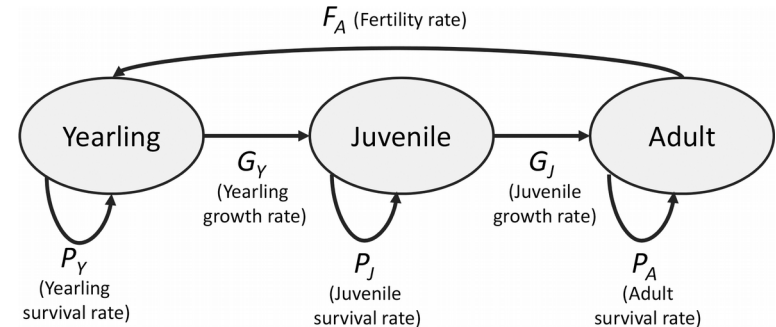 F_A (Fertility rate)
Yearling
Juvenile
Adult
G_Y
(Yearling
growth rate)
G_J
(Juvenile
growth rate)
P_Y
(Yearling
survival rate)
P_J
(Juvenile
survival rate)
P_A
(Adult
survival rate)